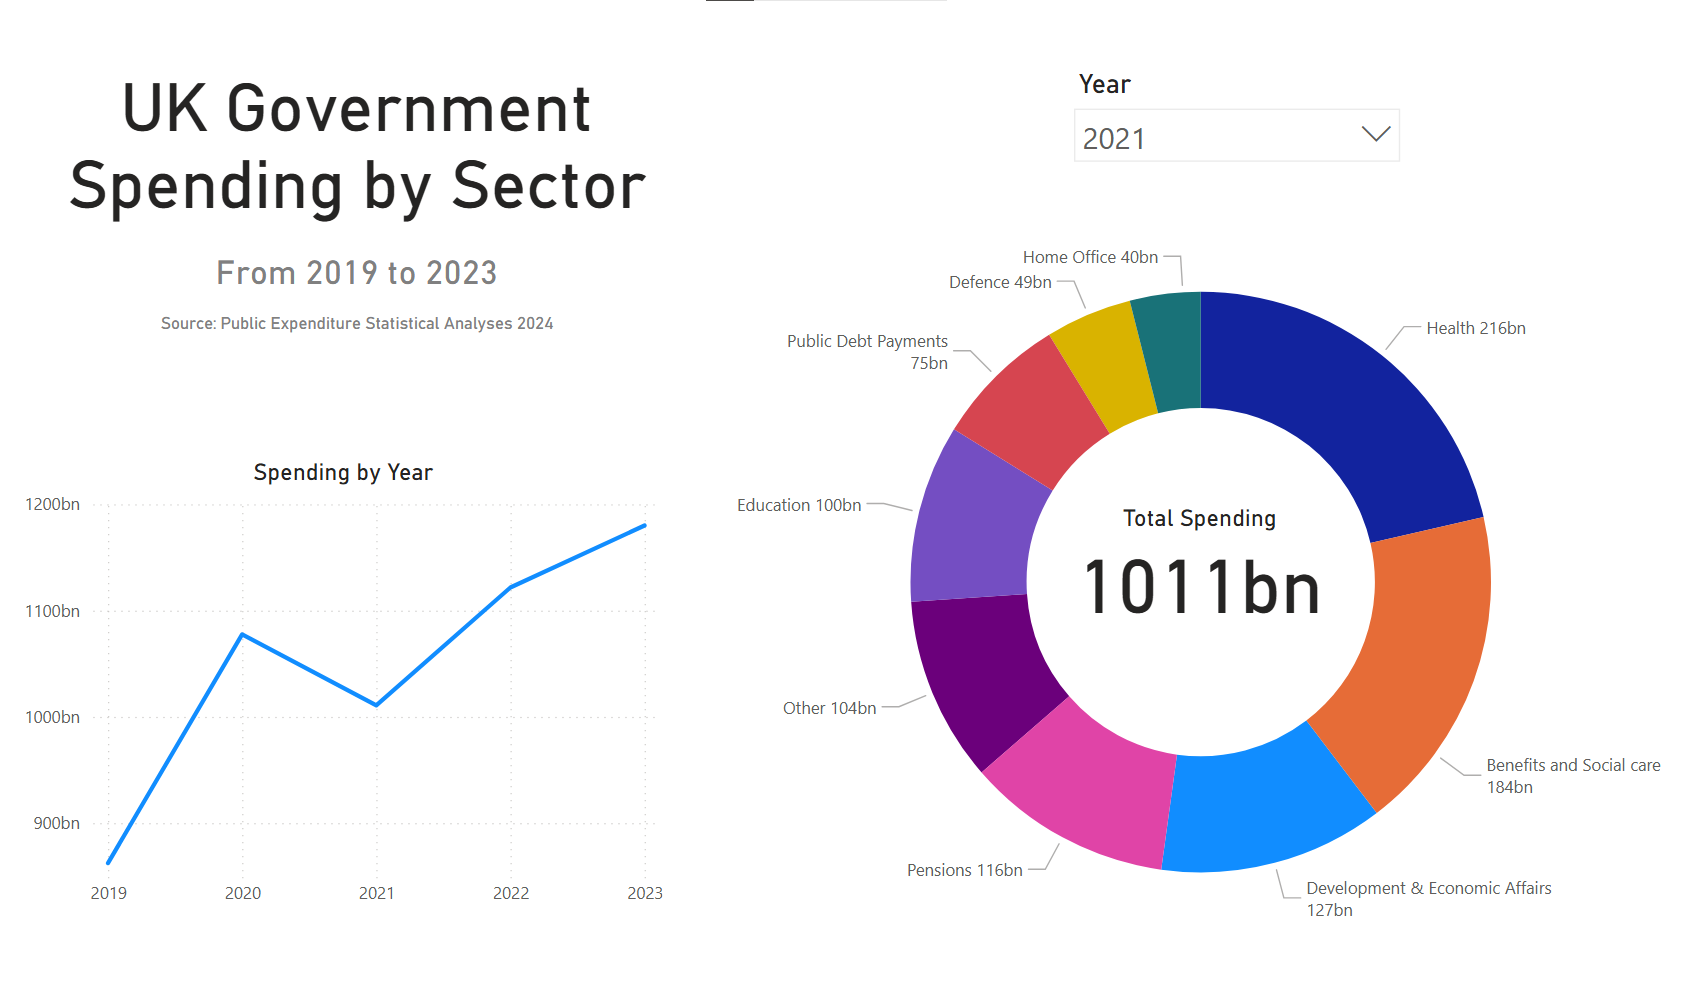 UK Government
Spending by Sector
From 2019 to 2023
Source: Public Expenditure Statistical Analyses 2024
Spending by Year
1200bn
1100bn
1000bn
900bn
2019
2020
2021
2022
2023
Year
2021
Home Office 40bn
Defence 49bn
Public Debt Payments
75bn
Education 100bn
Other 104bn
Pensions 116bn
Health 216bn
Benefits and Social care
184bn
Development & Economic Affairs
127bn
Total Spending
1011bn